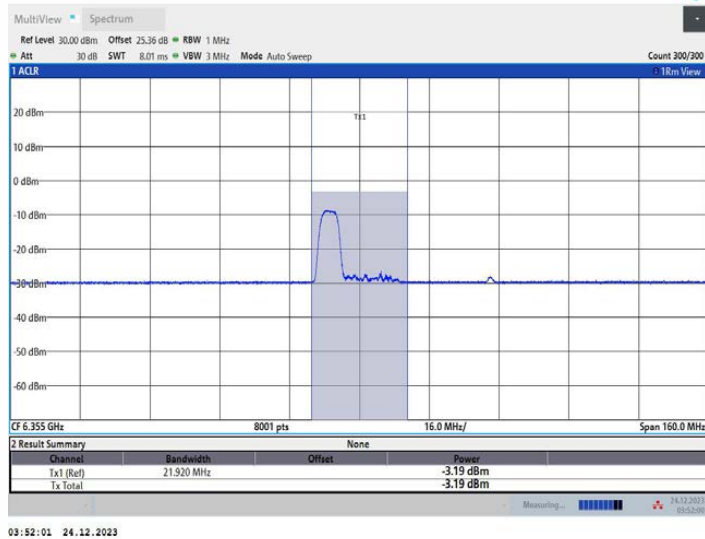 MultiView Spectrum
Ref Level 30.00 dBm Offset 25.36 dB RBW 1 MHz
Att 30 dB SWT 8.01 ms VBW 3 MHz Mode Auto Sweep Count 300/300
1 ACLR 1Rm View
Tx1
20 dBm
10 dBm
0 dBm
-10 dBm
-20 dBm
-30 dBm
-40 dBm
-50 dBm
-60 dBm
CF 6.355 GHz 8001 pts 16.0 MHz/ Span 160.0 MHz
2 Result Summary None
Channel Bandwidth Offset Power
Tx1 (Ref) 21.920 MHz -3.19 dBm
Tx Total -3.19 dBm
Measuring... 24.12.2023
03:52:00
03:52:01 24.12.2023